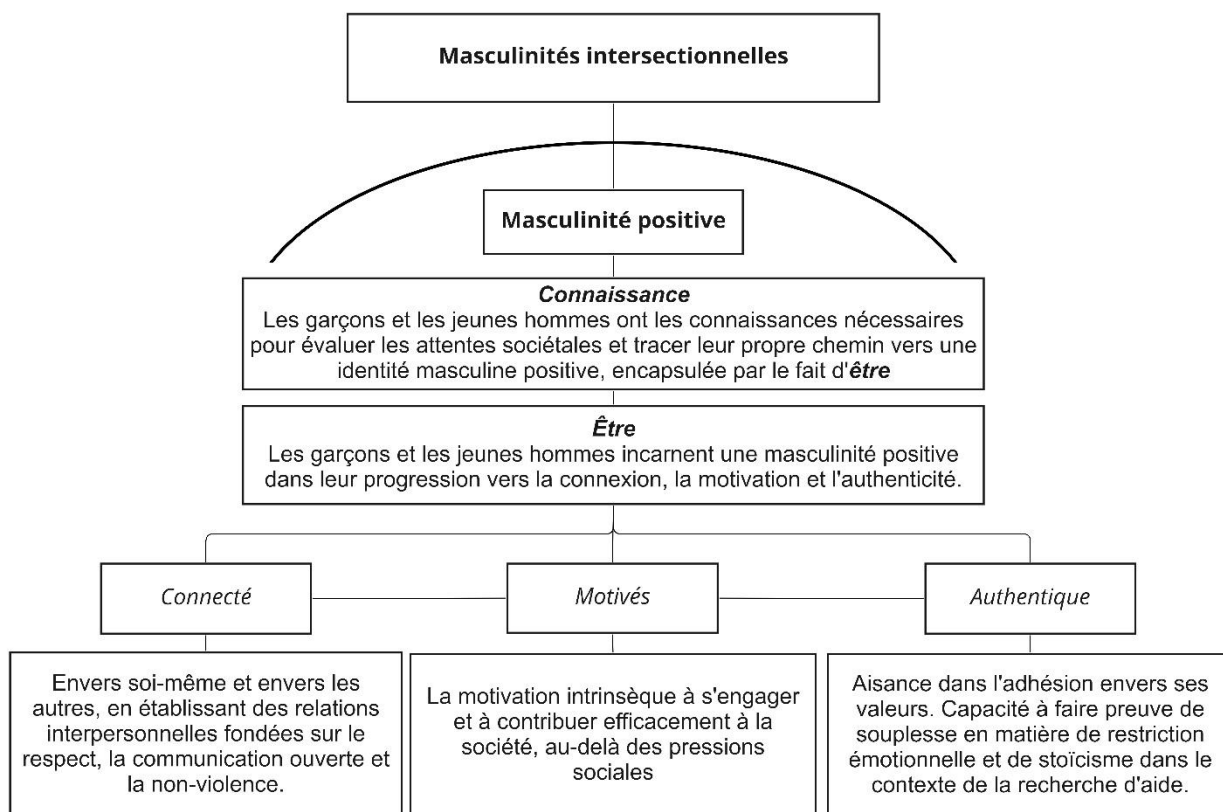 Masculinités intersectionnelles
Masculinité positive
Connaissance
Les garçons et les jeunes hommes ont les connaissances nécessaires
pour évaluer les attentes sociétales et tracer leur propre chemin vers une
identité masculine positive, encapsulée par le fait d'être
Être
Les garçons et les jeunes hommes incarnent une masculinité positive
dans leur progression vers la connexion, la motivation et l'authenticité.
Connecté
Motivés
Authentique
Envers soi-même et envers les
autres, en établissant des relations
interpersonnelles fondées sur le
respect, la communication ouverte et
la non-violence.
La motivation intrinsèque à s'engager
et à contribuer efficacement à la
société, au-delà des pressions
sociales
Aisance dans l'adhésion envers ses
valeurs. Capacité à faire preuve de
souplesse en matière de restriction
émotionnelle et de stoïcisme dans le
contexte de la recherche d'aide.